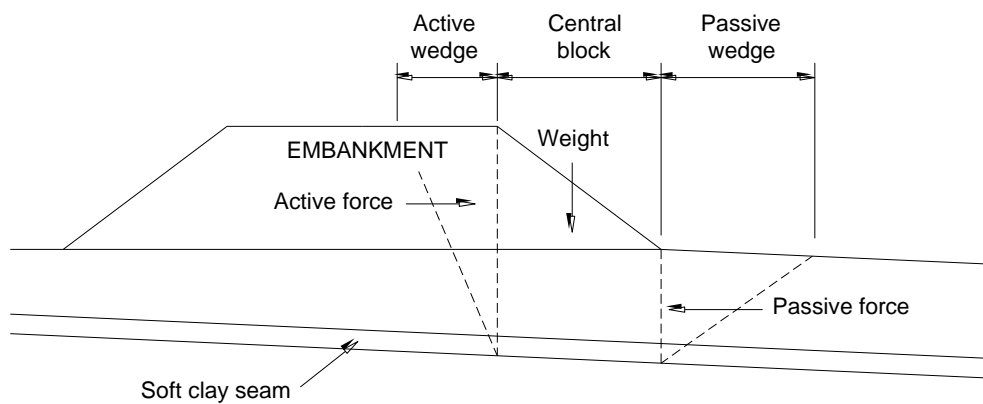 Active
wedge
Central
block
Passive
wedge
Weight
EMBANKMENT
Active force
Passive force
Soft clay seam